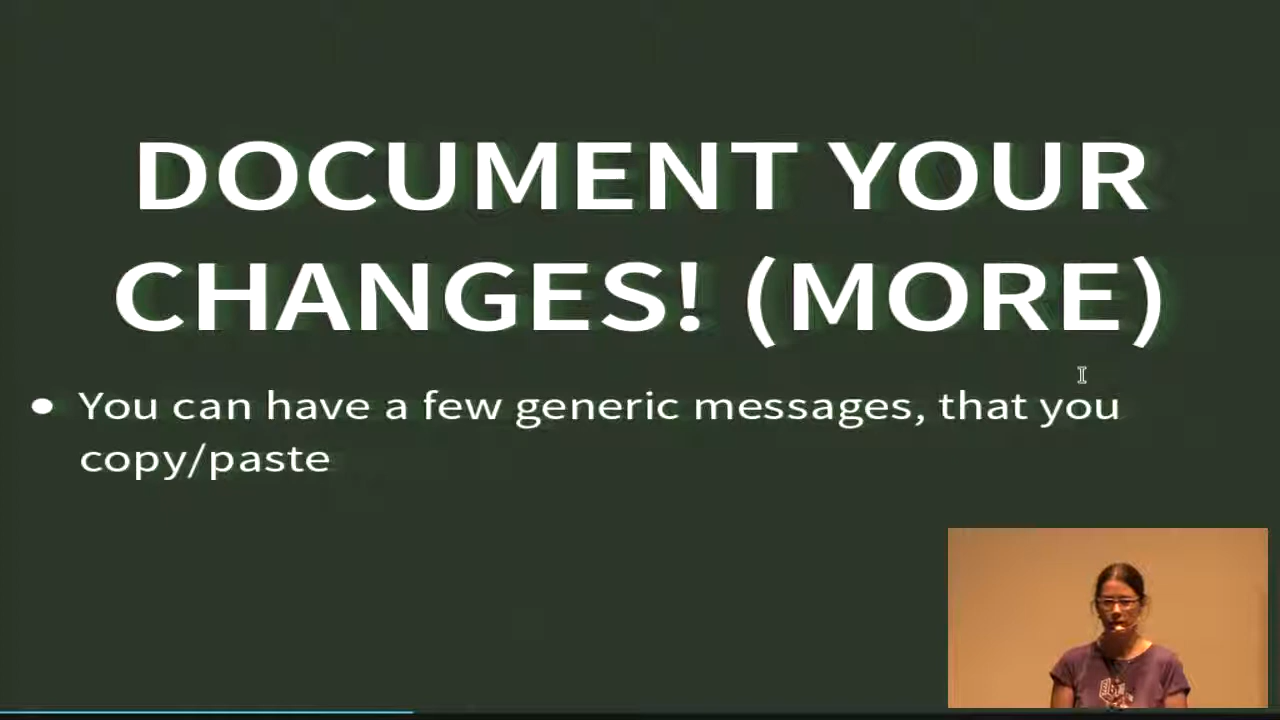 DOCUMENT YOUR
CHANGES! (MORE)
● You can have a few generic messages, that you
copy/paste